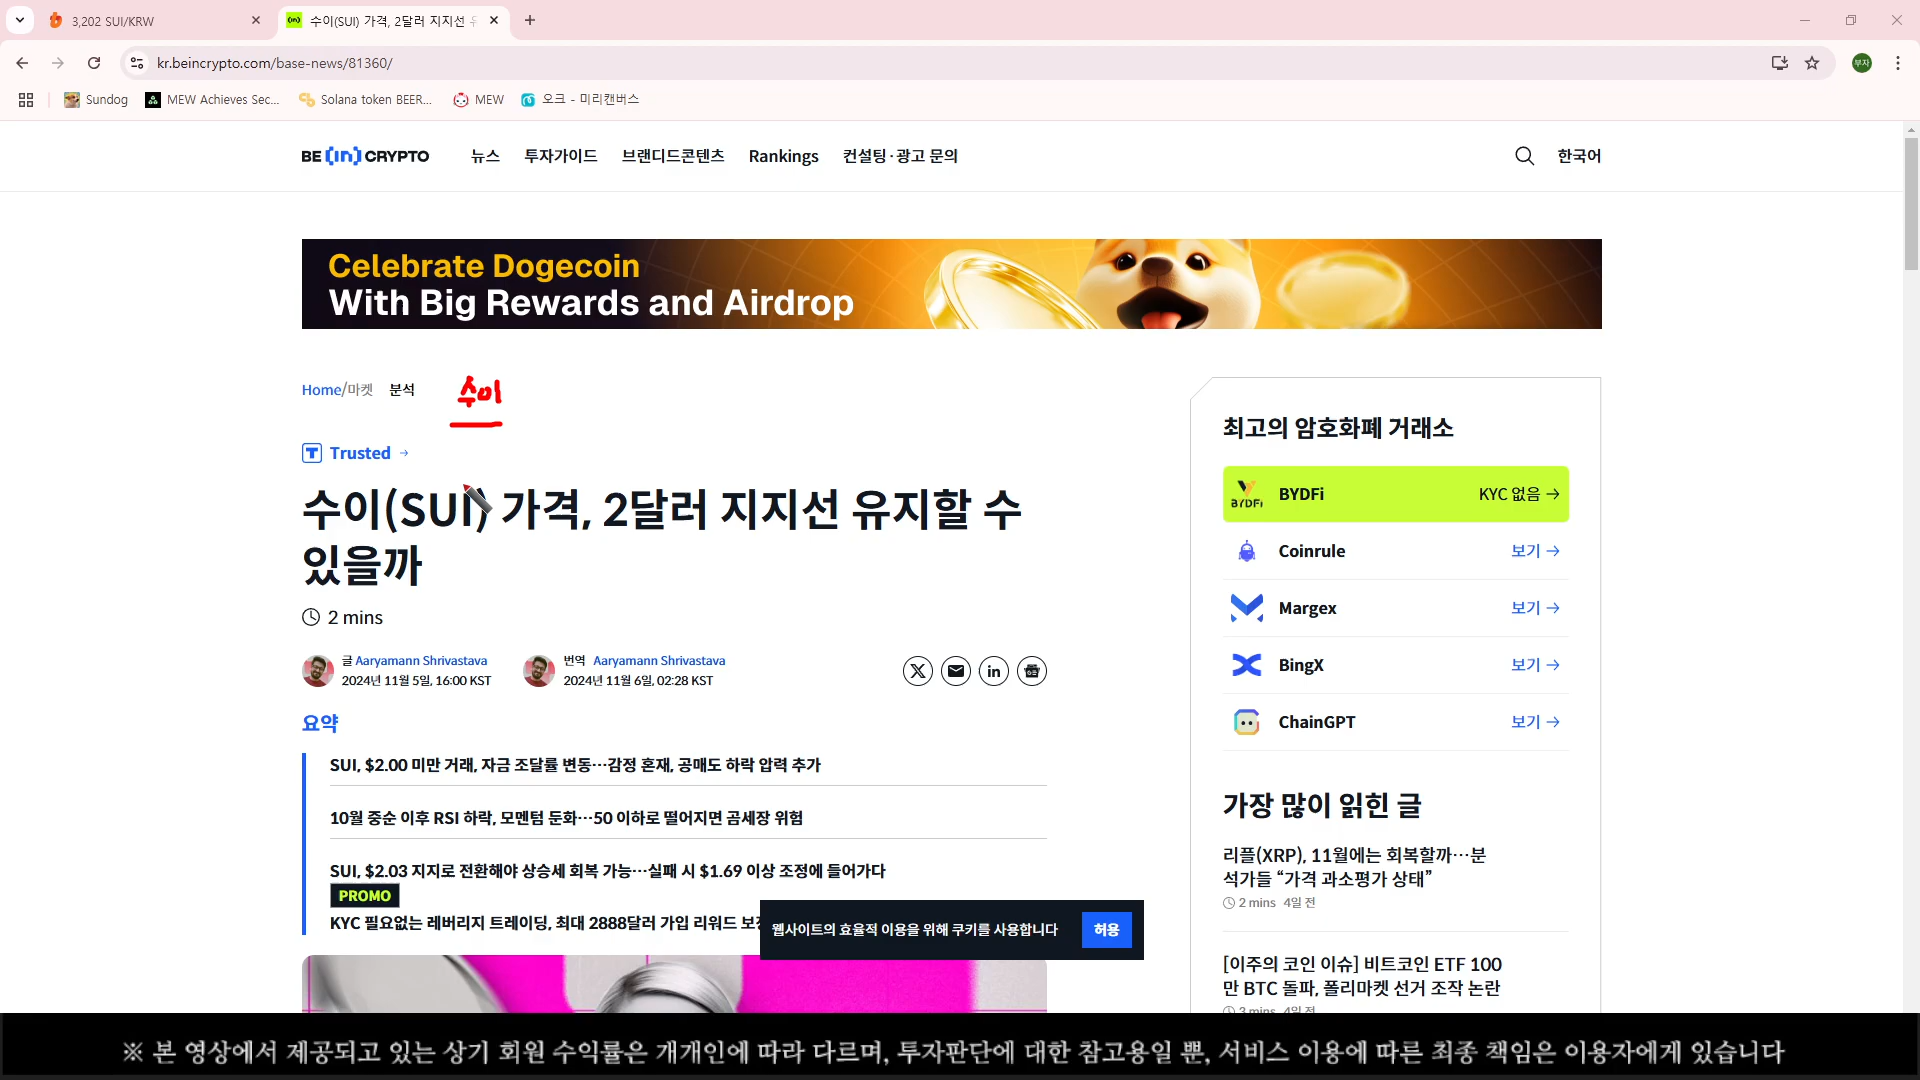 3,202 SUI/KRW
수이(SUI) 가격, 2달러 지지선 유
kr.beincrypto.com/base-news/81360/
부자
Sundog
MEW Achieves Sec...
Solana token BEER...
MEW
오크 - 미리캔버스
BE [in] CRYPTO
뉴스
투자가이드
브랜디드콘텐츠
Rankings
컨설팅·광고 문의
한국어
Celebrate Dogecoin
With Big Rewards and Airdrop
Home/마켓 분석
수이
Trusted →
수이(SUI) 가격, 2달러 지지선 유지할 수
있을까
2 mins
글 Aaryamann Shrivastava
2024년 11월 5일, 16:00 KST
번역 Aaryamann Shrivastava
2024년 11월 6일, 02:28 KST
요약
SUI, $2.00 미만 거래, 자금 조달률 변동…감정 혼재, 공매도 하락 압력 추가
10월 중순 이후 RSI 하락, 모멘텀 둔화…50 이하로 떨어지면 곰세장 위험
SUI, $2.03 지지로 전환해야 상승세 회복 가능…실패 시 $1.69 이상 조정에 들어가다
PROMO
KYC 필요없는 레버리지 트레이딩, 최대 2888달러 가입 리워드
웹사이트의 효율적 이용을 위해 쿠키를 사용합니다
허용
최고의 암호화폐 거래소
BYDFi
BYDFi
KYC 없음 →
Coinrule
보기 →
Margex
보기 →
BingX
보기 →
ChainGPT
보기 →
가장 많이 읽힌 글
리플(XRP), 11월에는 회복할까…분
석가들 “가격 과소평가 상태”
2 mins 4일 전
[이주의 코인 이슈] 비트코인 ETF 100
만 BTC 돌파, 폴리마켓 선거 조작 논란
3 mins 4일 전
※ 본 영상에서 제공되고 있는 상기 회원 수익률은 개개인에 따라 다르며, 투자판단에 대한 참고용일 뿐, 서비스 이용에 따른 최종 책임은 이용자에게 있습니다